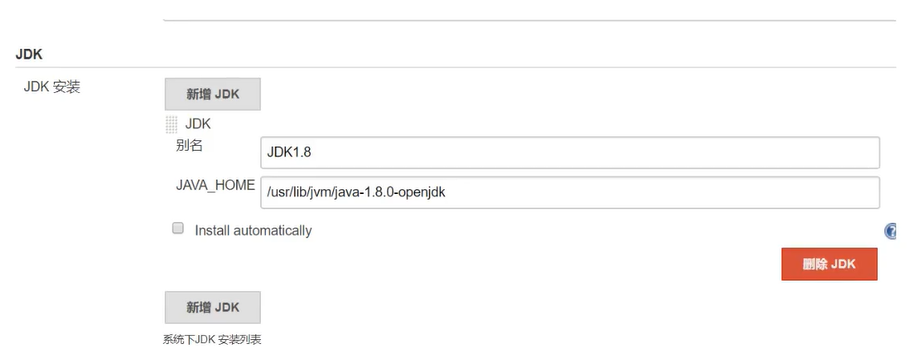 JDK
JDK 安装
新增 JDK
JDK
别名
JDK1.8
JAVA_HOME
/usr/lib/jvm/java-1.8.0-openjdk
Install automatically
?
删除 JDK
新增 JDK
系统下JDK 安装列表